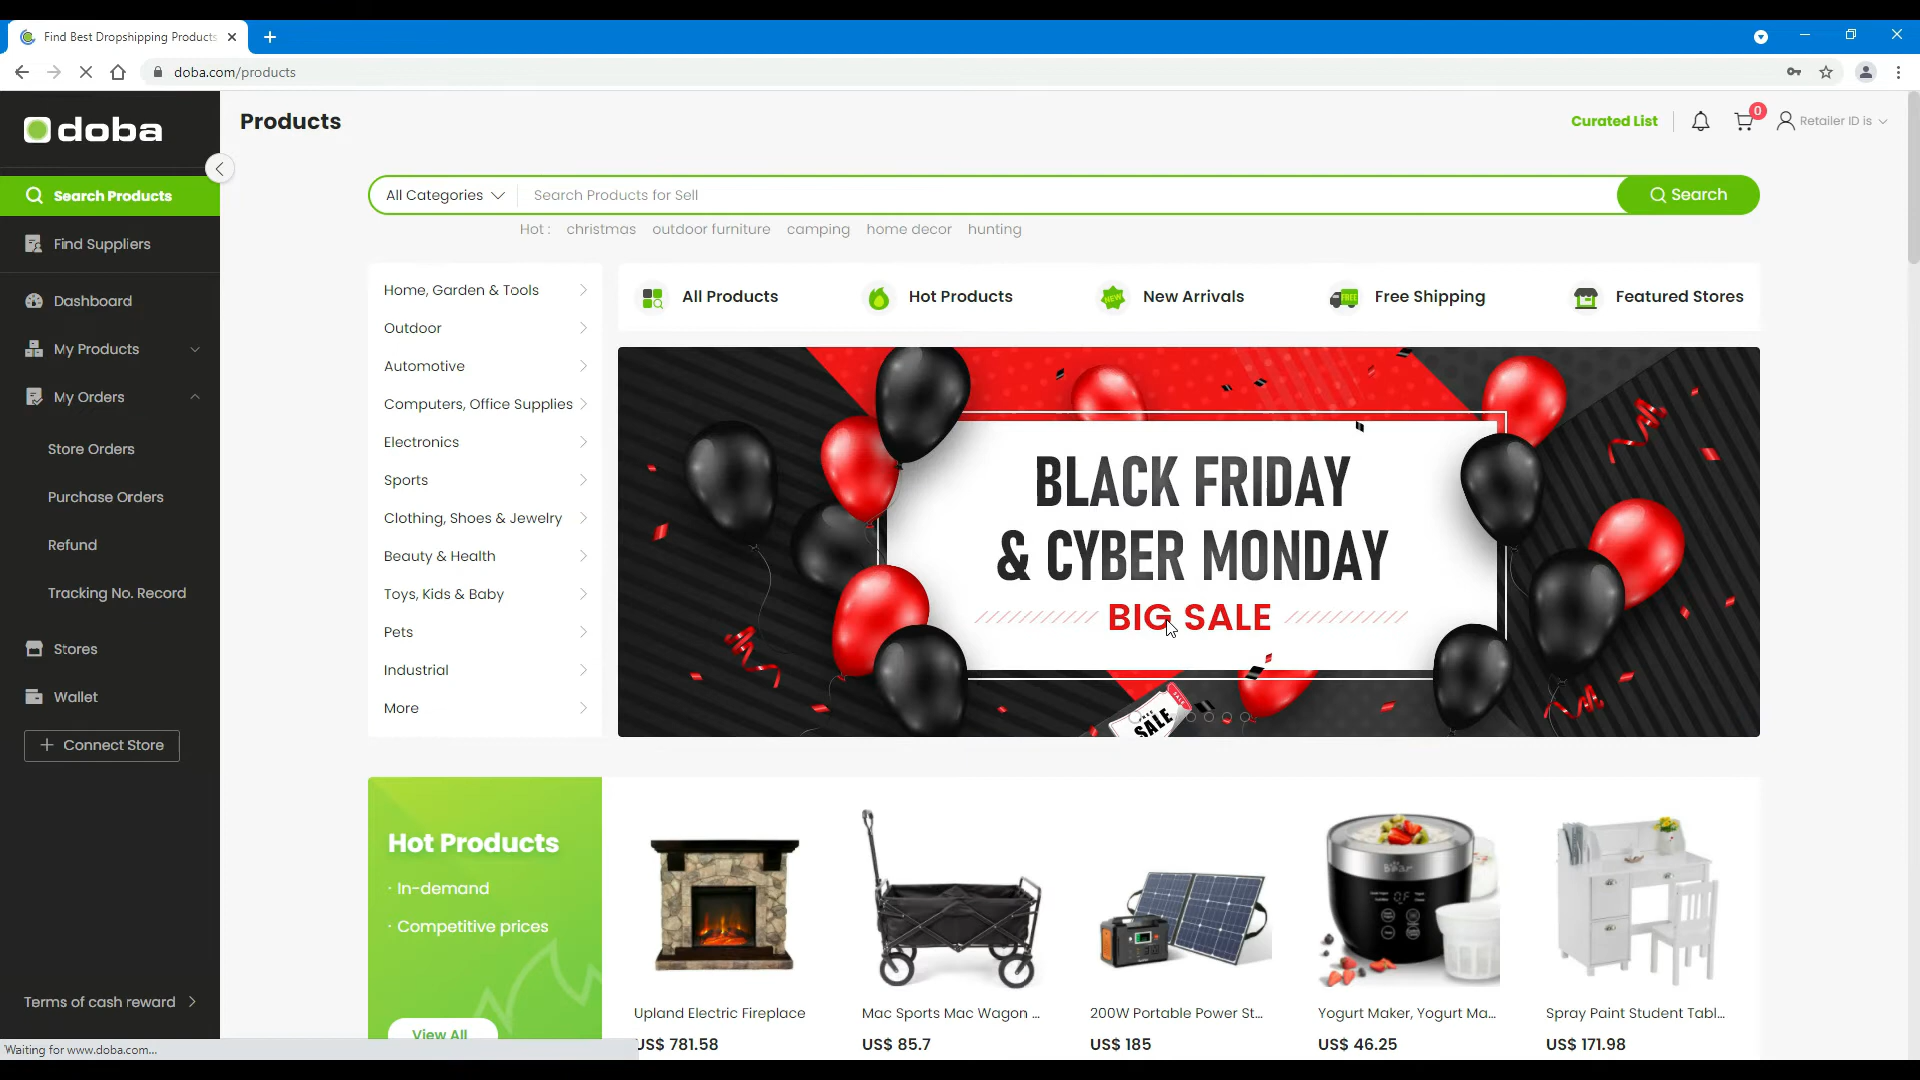 Find Best Dropshipping Products
doba.com/products
doba
Products
Curated List
0
Retailer ID is
Search Products
Find Suppliers
Dashboard
My Products
My Orders
Store Orders
Purchase Orders
Refund
Tracking No. Record
Stores
Wallet
+ Connect Store
Terms of cash reward
Waiting for www.doba.com...
All Categories
Search Products for Sell
Search
Hot : christmas outdoor furniture camping home decor hunting
Home, Garden & Tools
Outdoor
Automotive
Computers, Office Supplies
Electronics
Sports
Clothing, Shoes & Jewelry
Beauty & Health
Toys, Kids & Baby
Pets
Industrial
More
All Products
Hot Products
NEW
New Arrivals
FREE
Free Shipping
Featured Stores
BLACK FRIDAY
& CYBER MONDAY
BIG SALE
SALE
Hot Products
· In-demand
· Competitive prices
View All
Bear
Upland Electric Fireplace
US$ 781.58
Mac Sports Mac Wagon ...
US$ 85.7
200W Portable Power St...
US$ 185
Yogurt Maker, Yogurt Ma...
US$ 46.25
Spray Paint Student Tabl...
US$ 171.98